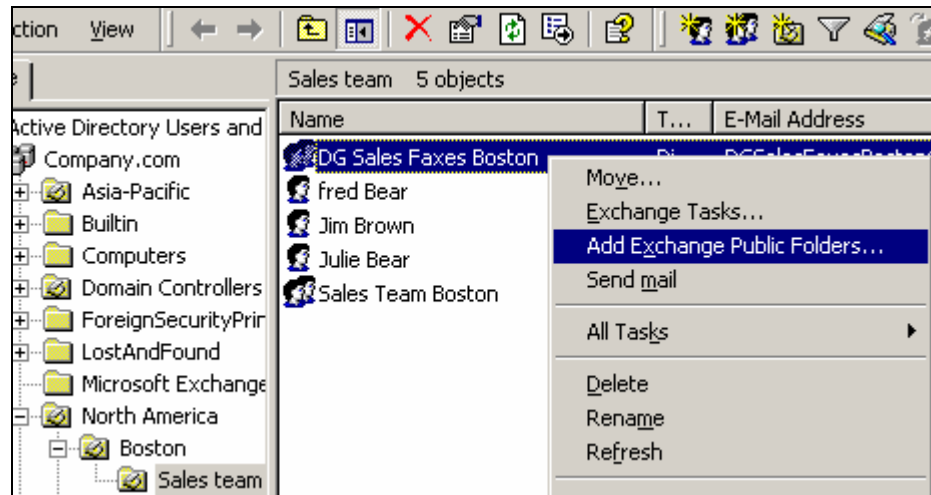 ction View
Sales team 5 objects
Active Directory Users and
Company.com
Asia-Pacific
Builtin
Computers
Domain Controllers
ForeignSecurityPrin
LostAndFound
Microsoft Exchange
North America
Boston
Sales team
Name T... E-Mail Address
DG Sales Faxes Boston
fred Bear
Jim Brown
Julie Bear
Sales Team Boston
Move...
Exchange Tasks...
Add Exchange Public Folders...
Send mail
All Tasks
Delete
Rename
Refresh